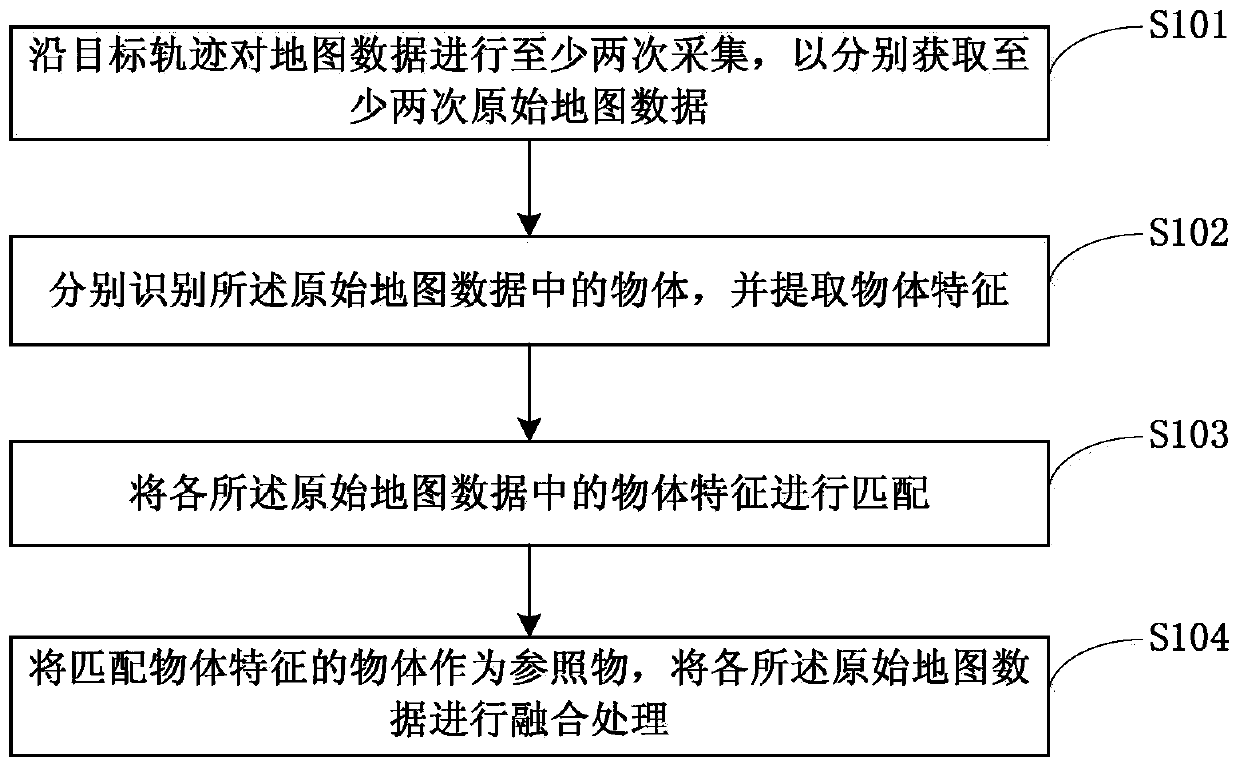 S101
沿目标轨迹对地图数据进行至少两次采集，以分别获取至
少两次原始地图数据
S102
分别识别所述原始地图数据中的物体，并提取物体特征
S103
将各所述原始地图数据中的物体特征进行匹配
S104
将匹配物体特征的物体作为参照物，将各所述原始地图数
据进行融合处理